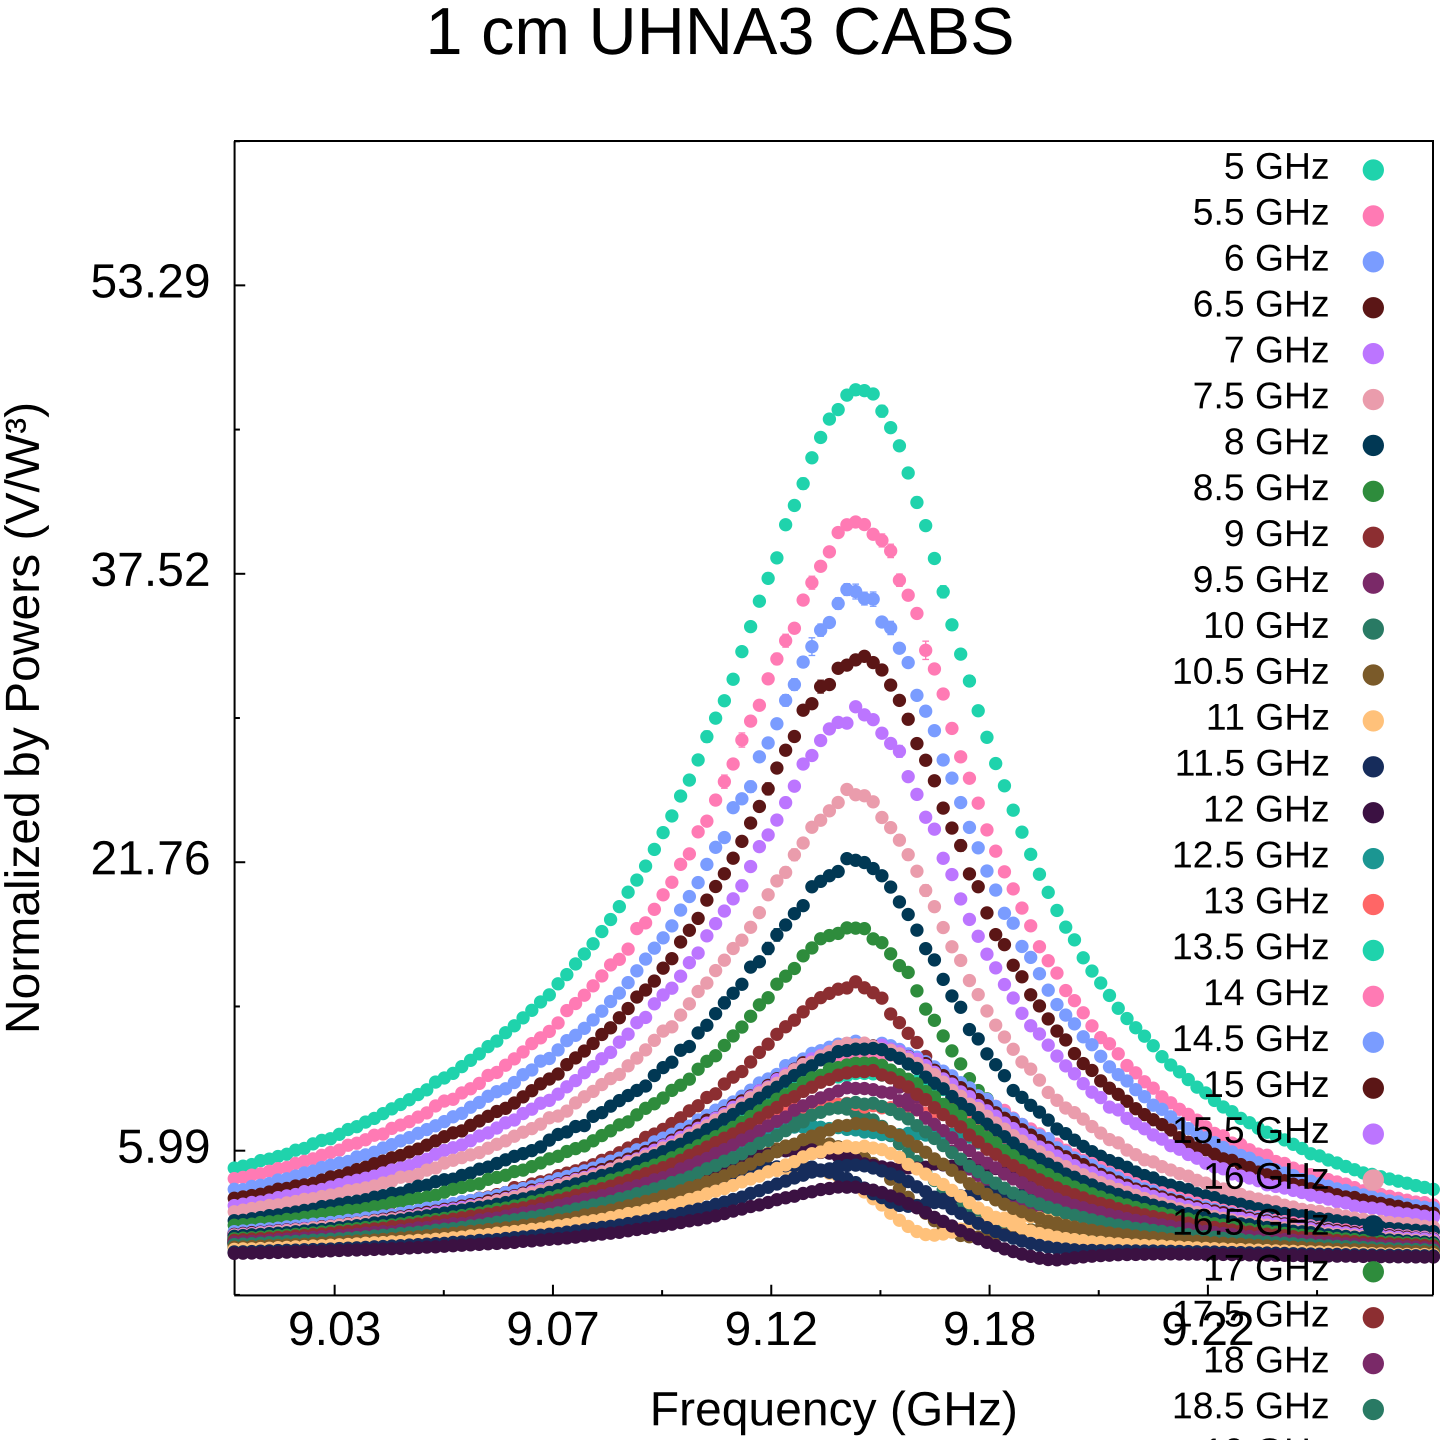 1 cm UHNA3 CABS
Normalized by Powers (V/W³)
53.29
37.52
21.76
5.99
5 GHz
5.5 GHz
6 GHz
6.5 GHz
7 GHz
7.5 GHz
8 GHz
8.5 GHz
9 GHz
9.5 GHz
10 GHz
10.5 GHz
11 GHz
11.5 GHz
12 GHz
12.5 GHz
13 GHz
13.5 GHz
14 GHz
14.5 GHz
15 GHz
15.5 GHz
16 GHz
16.5 GHz
17 GHz
17.5 GHz
18 GHz
18.5 GHz
9.03 9.07 9.12 9.18 9.22
Frequency (GHz)